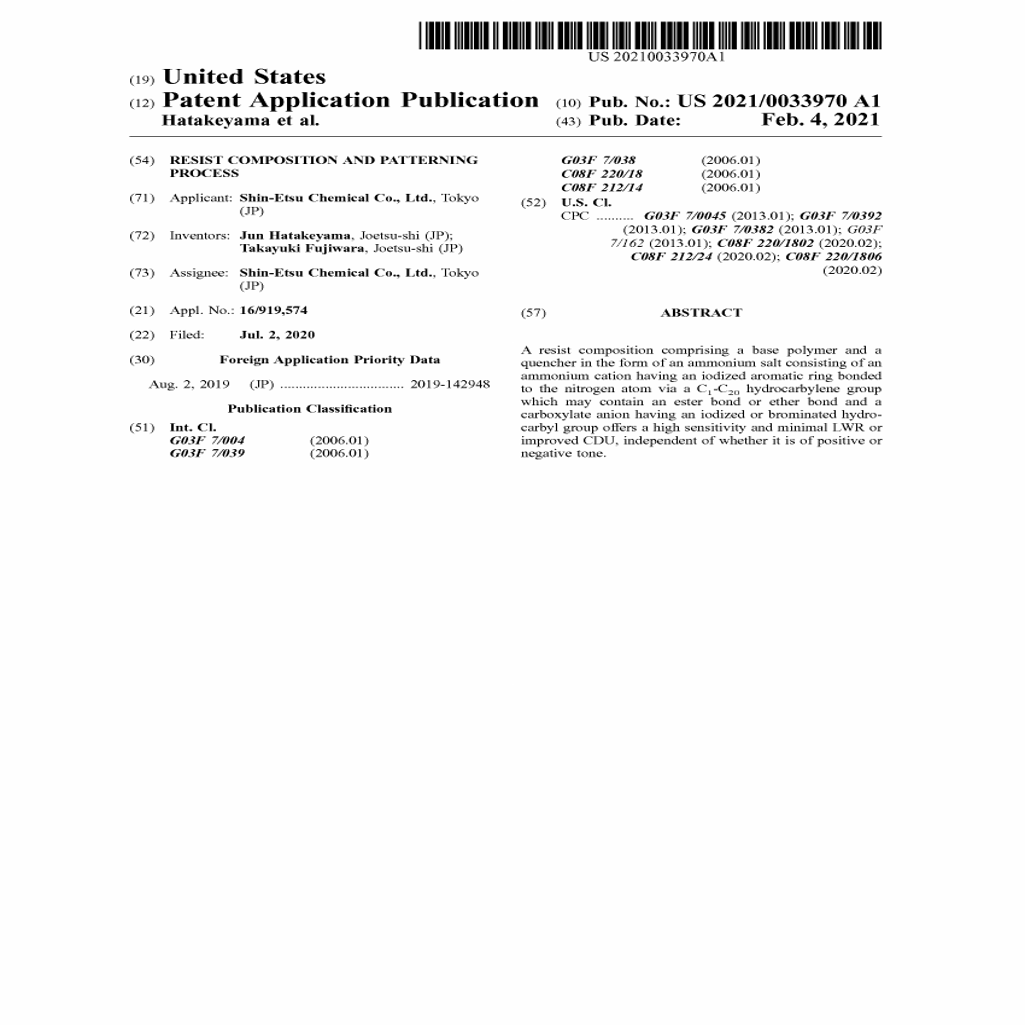 US 20210033970A1
(19) United States
(12) Patent Application Publication (10) Pub. No.: US 2021/0033970 A1
Hatakeyama et al. (43) Pub. Date: Feb. 4, 2021
(54) RESIST COMPOSITION AND PATTERNING
PROCESS
(71) Applicant: Shin-Etsu Chemical Co., Ltd., Tokyo
(JP)
(72) Inventors: Jun Hatakeyama, Joetsu-shi (JP);
Takayuki Fujiwara, Joetsu-shi (JP)
(73) Assignee: Shin-Etsu Chemical Co., Ltd., Tokyo
(JP)
(21) Appl. No.: 16/919,574
(22) Filed: Jul. 2, 2020
(30) Foreign Application Priority Data
Aug. 2, 2019 (JP) ................................. 2019-142948
Publication Classification
(51) Int. Cl.
G03F 7/004 (2006.01)
G03F 7/039 (2006.01)
G03F 7/038 (2006.01)
C08F 220/18 (2006.01)
C08F 212/14 (2006.01)
(52) U.S. Cl.
CPC .......... G03F 7/0045 (2013.01); G03F 7/0392
(2013.01); G03F 7/0382 (2013.01); G03F
7/162 (2013.01); C08F 220/1802 (2020.02);
C08F 212/24 (2020.02); C08F 220/1806
(2020.02)
(57) ABSTRACT
A resist composition comprising a base polymer and a
quencher in the form of an ammonium salt consisting of an
ammonium cation having an iodized aromatic ring bonded
to the nitrogen atom via a C₁-C₂₀ hydrocarbylene group
which may contain an ester bond or ether bond and a
carboxylate anion having an iodized or brominated hydro-
carbyl group offers a high sensitivity and minimal LWR or
improved CDU, independent of whether it is of positive or
negative tone.